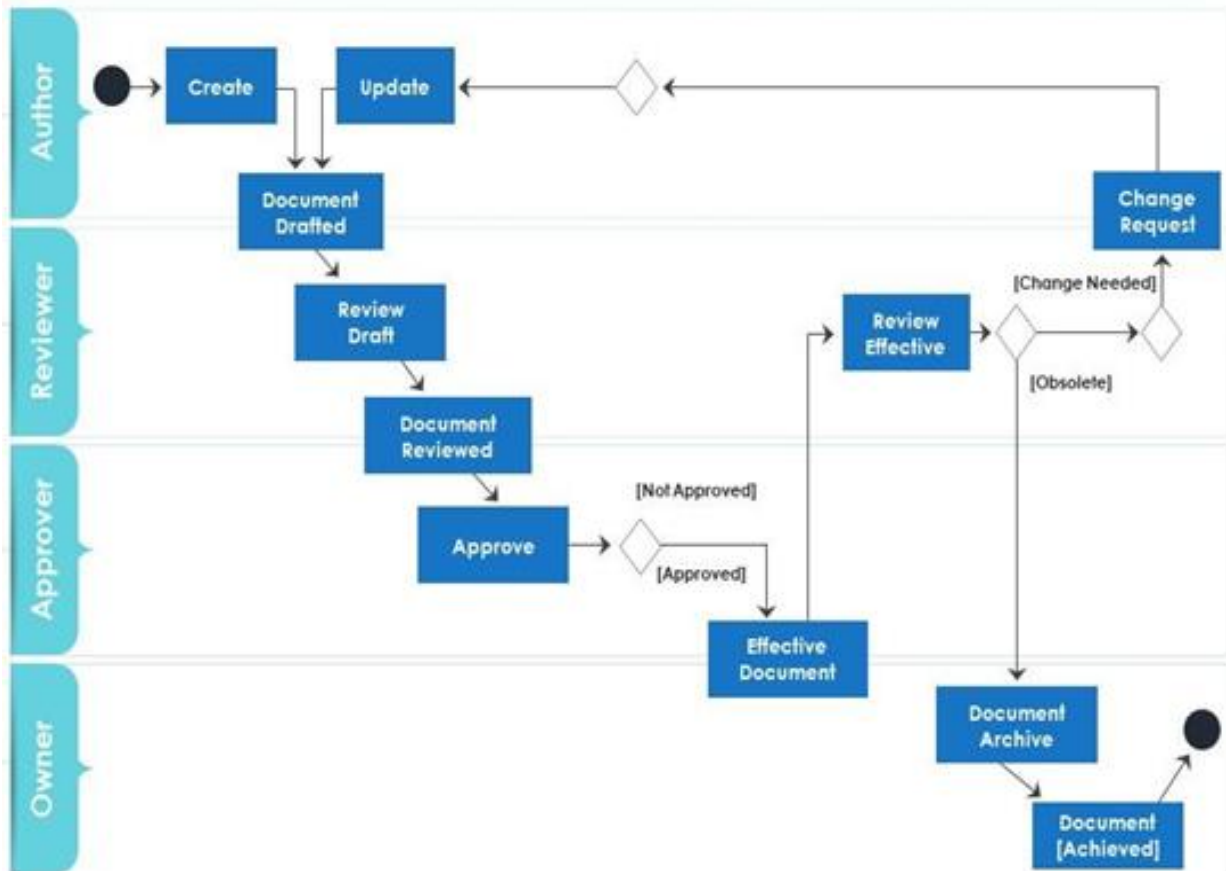 Author
Create
Update
Document
Drafted
Change
Request
Reviewer
Review
Draft
Document
Reviewed
Review
Effective
[Change Needed]
[Obsolete]
Approver
Approve
[Not Approved]
[Approved]
Effective
Document
Owner
Document
Archive
Document
[Achieved]